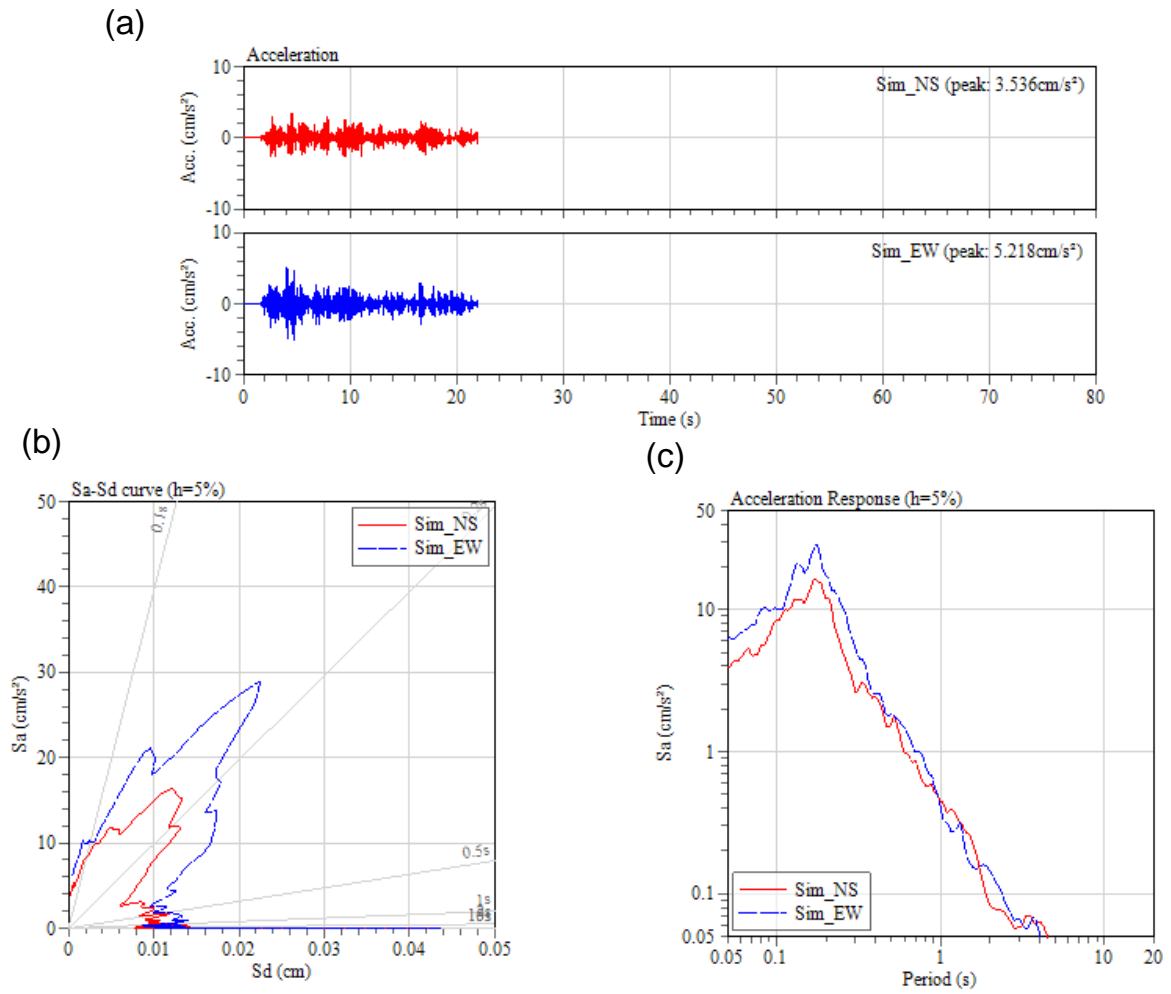 (a)
Acceleration
10
Sim_NS (peak: 3.536cm/s²)
Acc. (cm/s²)
0
-10
10
Sim_EW (peak: 5.218cm/s²)
Acc. (cm/s²)
0
-10
0 10 20 30 40 50 60 70 80
Time (s)
(b)
Sa-Sd curve (h=5%)
50
40
30
20
10
0
Sa (cm/s²)
0.1s
Sim_NS
Sim_EW
0.5s
1s
0 0.01 0.02 0.03 0.04 0.05
Sd (cm)
(c)
Acceleration Response (h=5%)
50
10
1
0.1
0.05
Sa (cm/s²)
Sim_NS
Sim_EW
0.05 0.1 1 10 20
Period (s)